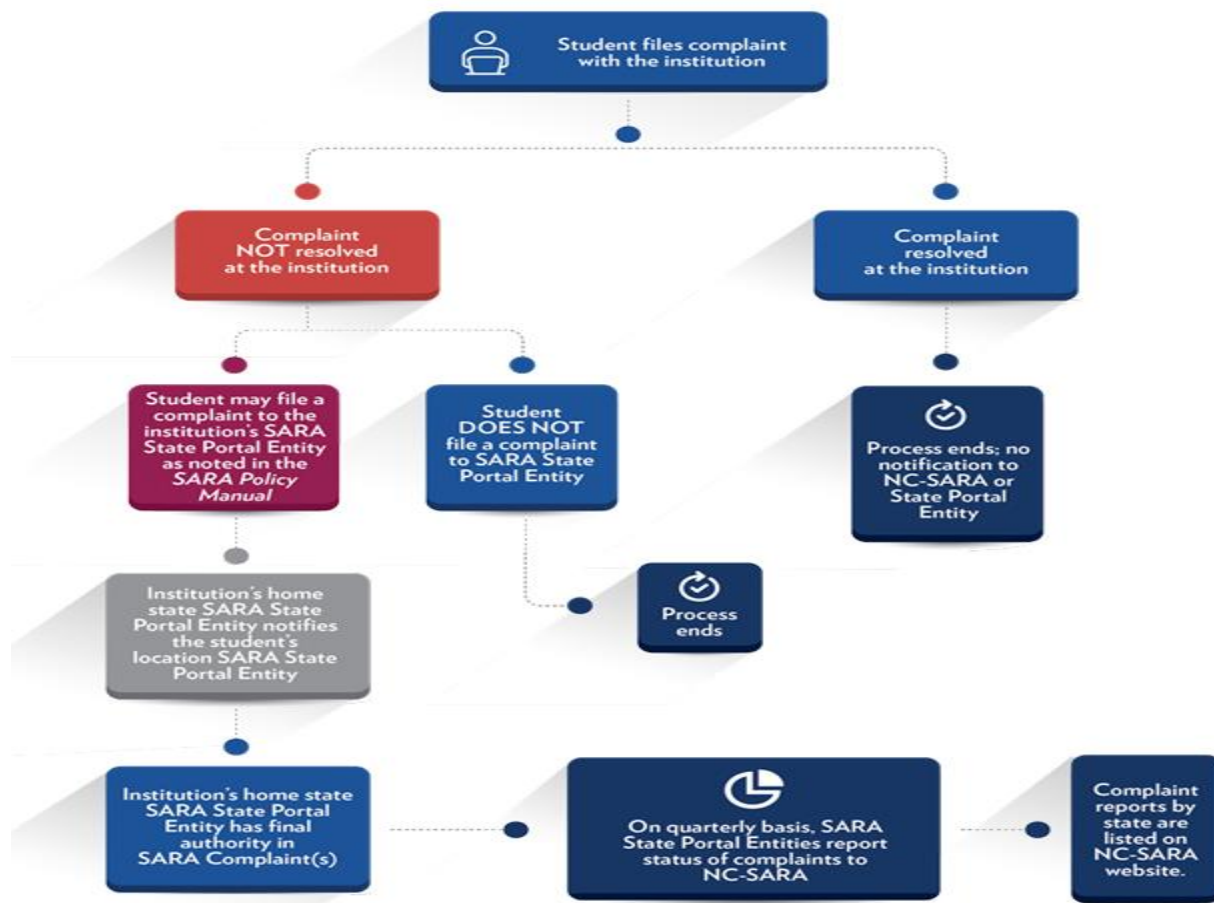 Student files complaint
with the institution
Complaint
NOT resolved
at the institution
Complaint
resolved
at the institution
Student may file a
complaint to the
institution's SARA
State Portal Entity
as noted in the
SARA Policy
Manual
Student
DOES NOT
file a complaint
to SARA State
Portal Entity
Process ends; no
notification to
NC-SARA or
State Portal
Entity
Institution's home
state SARA State
Portal Entity notifies
the student's
location SARA State
Portal Entity
Process
ends
Institution's home state
SARA State Portal
Entity has final
authority in
SARA Complaint(s)
On quarterly basis, SARA
State Portal Entities report
status of complaints to
NC-SARA
Complaint
reports by
state are
listed on
NC-SARA
website.